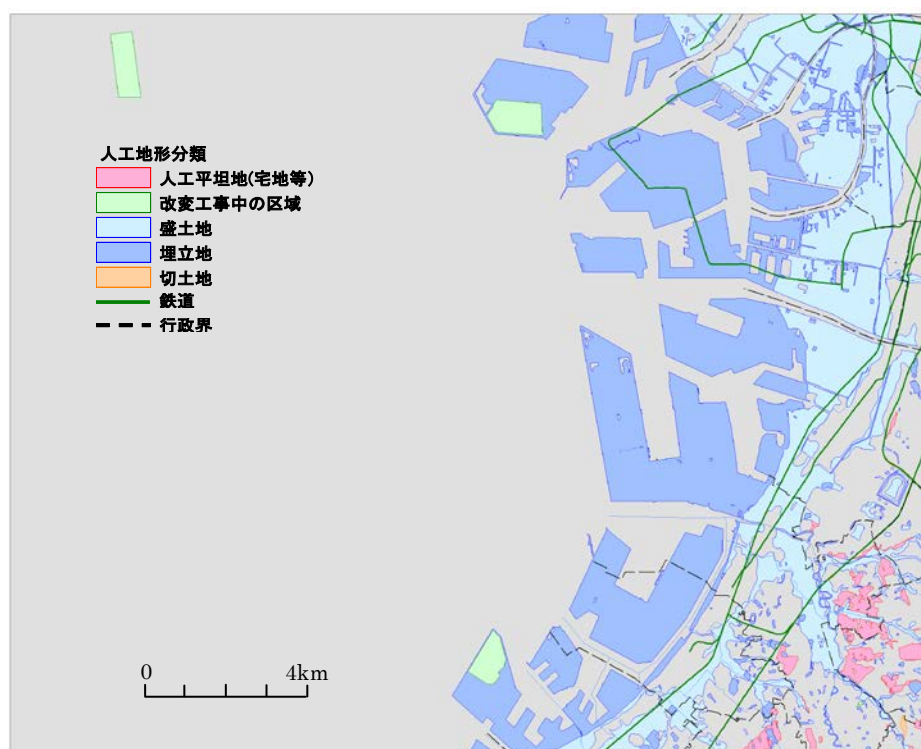 人工地形分類
人工平坦地(宅地等)
改変工事中の区域
盛土地
埋立地
切土地
鉄道
行政界
0 4km